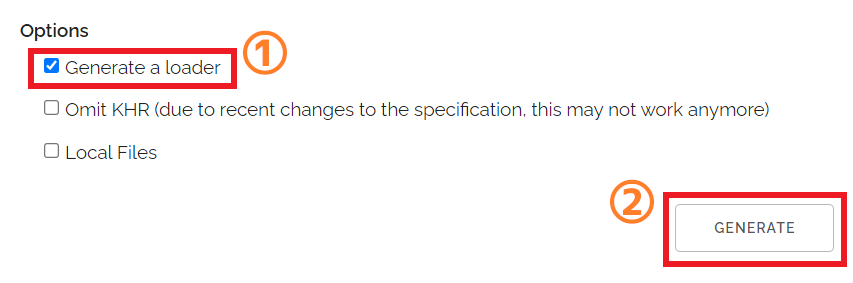 Options
① Generate a loader
Omit KHR (due to recent changes to the specification, this may not work anymore)
Local Files
② GENERATE